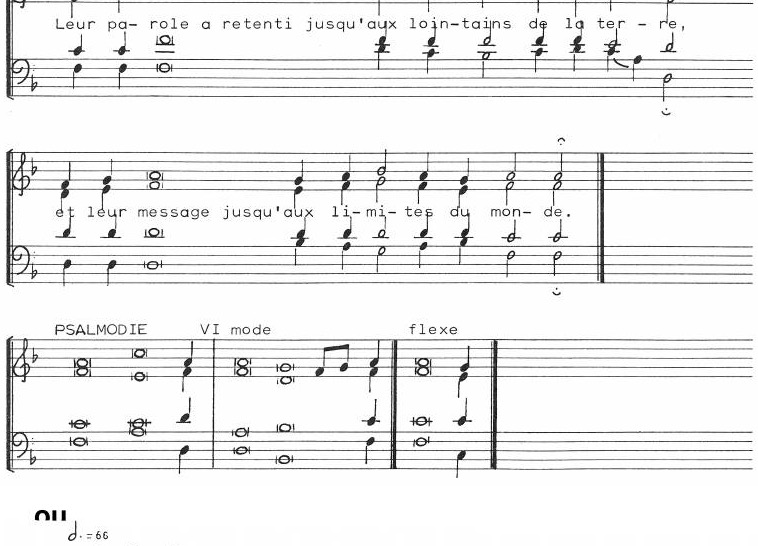 Leur pa- role a retenti jusqu'aux loin-tains de la ter - re,
et leur message jusqu'aux li-mi- tes du mon- de.
PSALMODIE VI mode flexe
ou
= 66